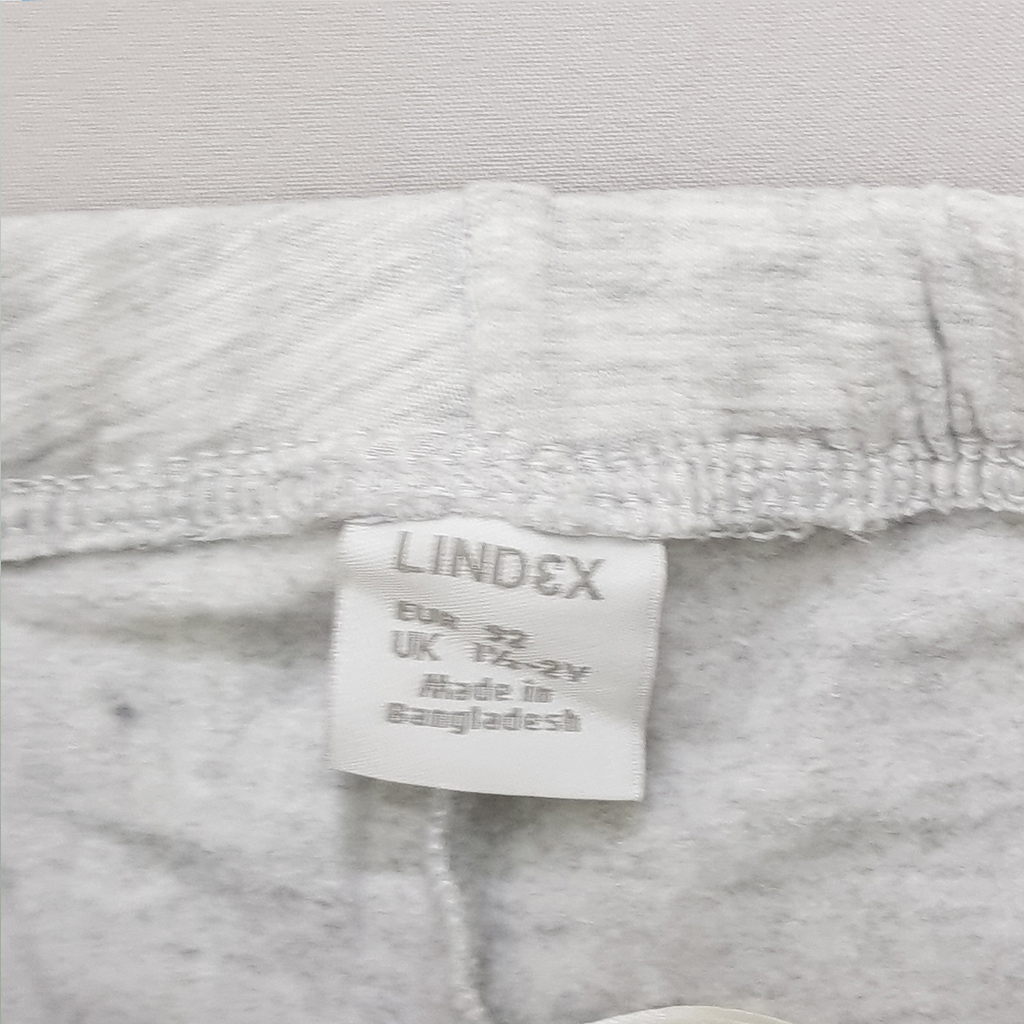 LINDEX
EUR 92
UK 1½-2Y
Made in
Bangladesh